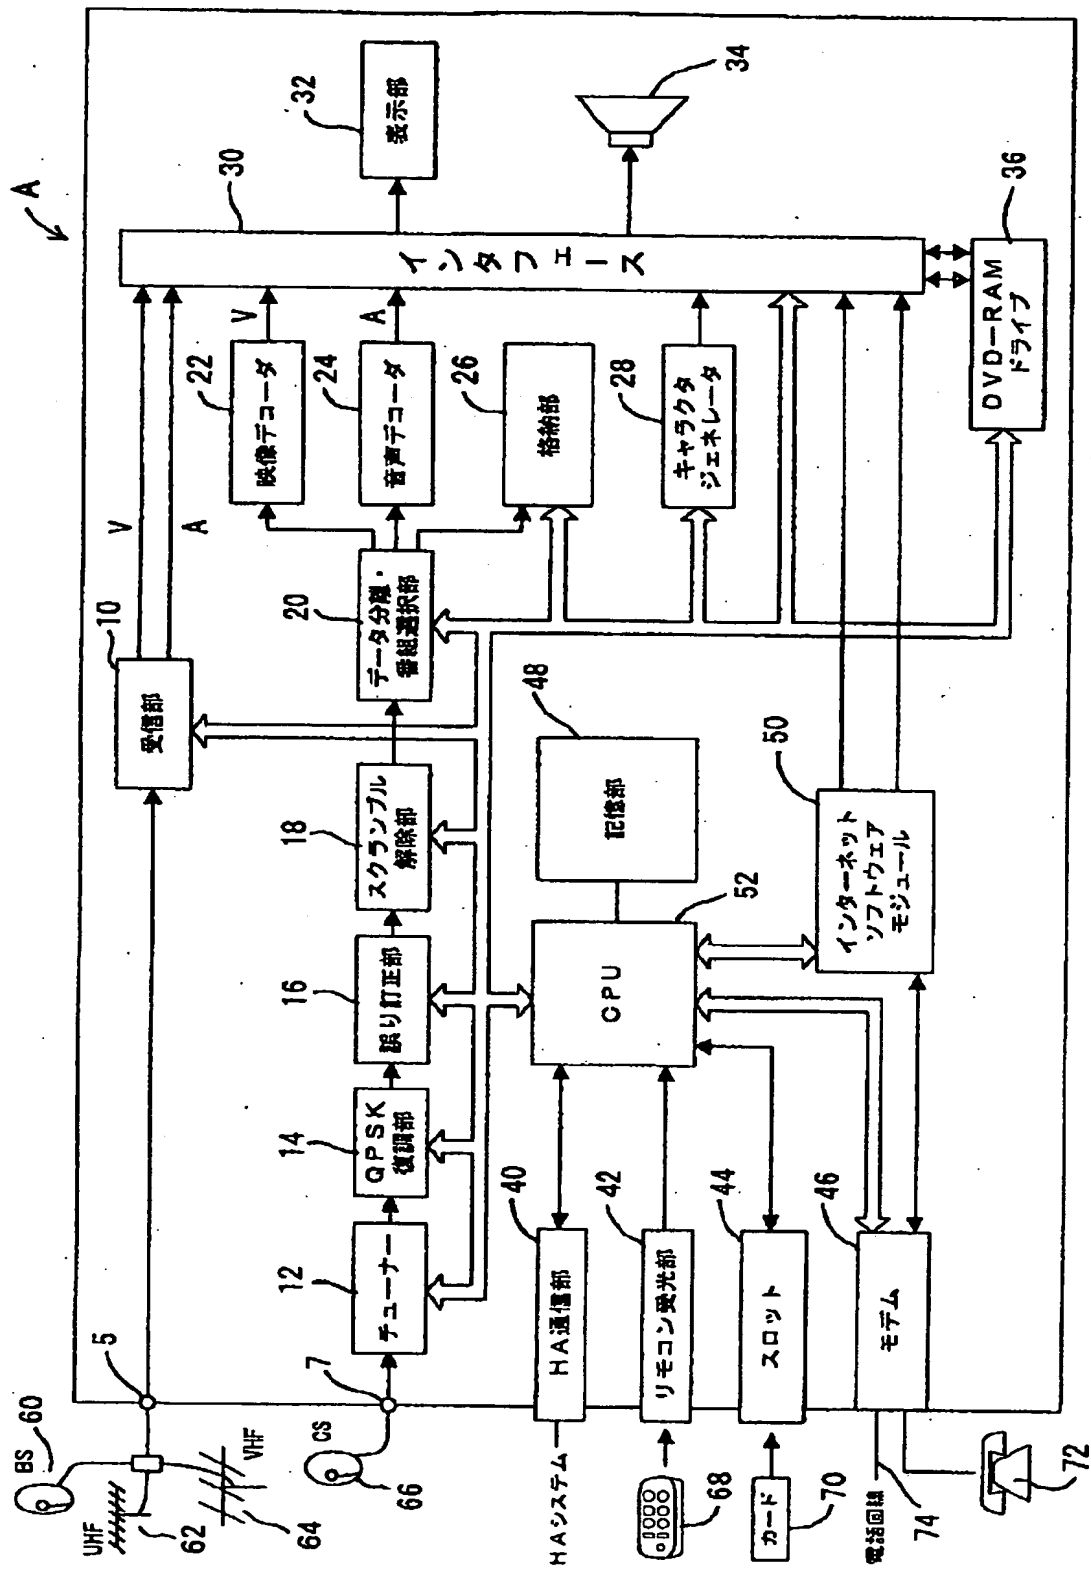 A
BS
60
UHF
62
VHF
64
5
10
受信部
V
A
CS
66
7
12
チューナー
14
QPSK
復調部
16
誤り訂正部
18
スクランブル
解除部
20
データ分離・
番組選択部
22
映像デコーダ
V
24
音声デコーダ
A
26
格納部
28
キャラクタ
ジェネレータ
30
インタフェース
32
表示部
34
36
DVD-RAM
ドライブ
HAシステム
40
HA通信部
42
リモコン受光部
68
44
スロット
カード
70
46
モデム
電話回線
74
72
48
記憶部
52
CPU
50
インターネット
ソフトウェア
モジュール